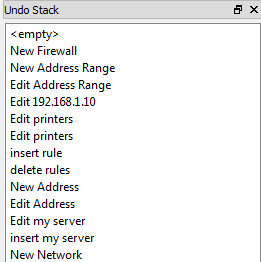 Undo Stack
<empty>
New Firewall
New Address Range
Edit Address Range
Edit 192.168.1.10
Edit printers
Edit printers
insert rule
delete rules
New Address
Edit Address
Edit my server
insert my server
New Network